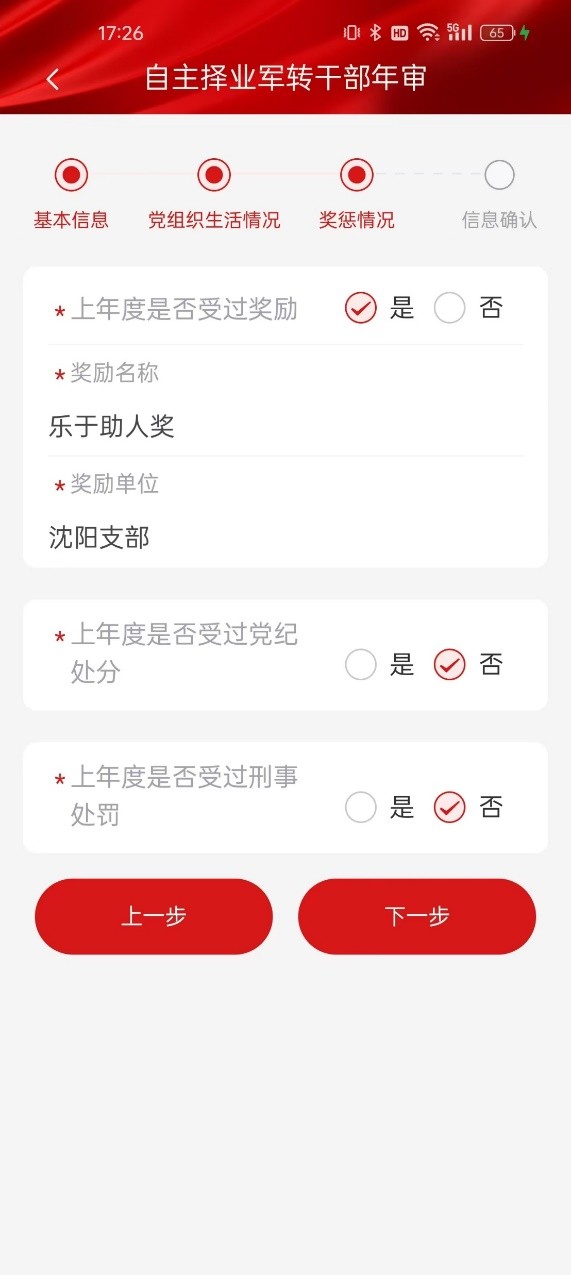 17:26 HD 5G 65
自主择业军转干部年审
基本信息 党组织生活情况 奖惩情况 信息确认
*上年度是否受过奖励 是 否
*奖励名称
乐于助人奖
*奖励单位
沈阳支部
*上年度是否受过党纪
处分 是 否
*上年度是否受过刑事
处罚 是 否
上一步 下一步